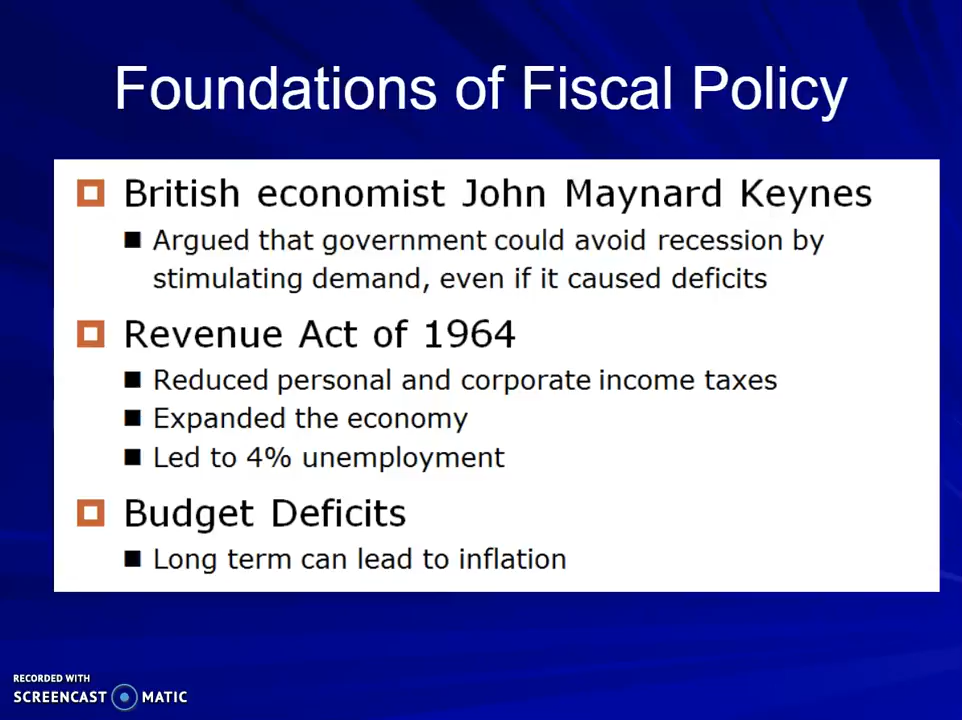 Foundations of Fiscal Policy
British economist John Maynard Keynes
Argued that government could avoid recession by
stimulating demand, even if it caused deficits
Revenue Act of 1964
Reduced personal and corporate income taxes
Expanded the economy
Led to 4% unemployment
Budget Deficits
Long term can lead to inflation
RECORDED WITH
SCREENCAST MATIC